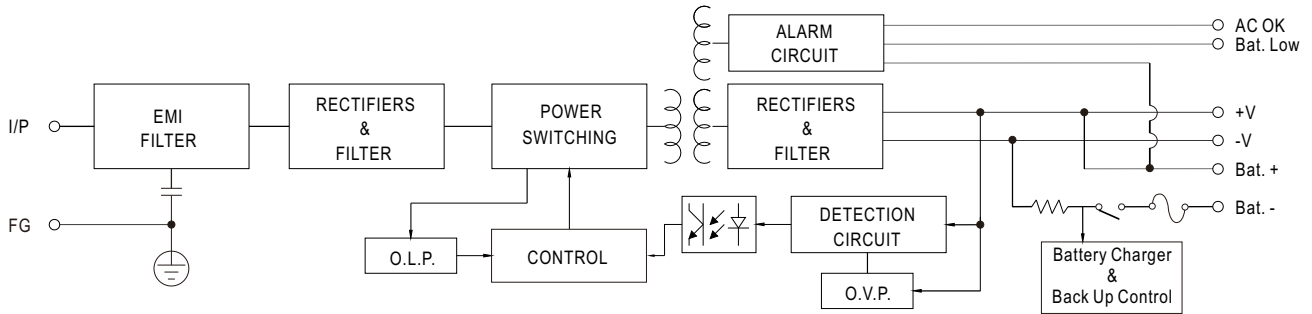 AC OK
Bat. Low
ALARM
CIRCUIT
I/P
EMI
FILTER
RECTIFIERS
&
FILTER
POWER
SWITCHING
RECTIFIERS
&
FILTER
+V
-V
Bat. +
Bat. -
FG
O.L.P.
CONTROL
DETECTION
CIRCUIT
O.V.P.
Battery Charger
&
Back Up Control